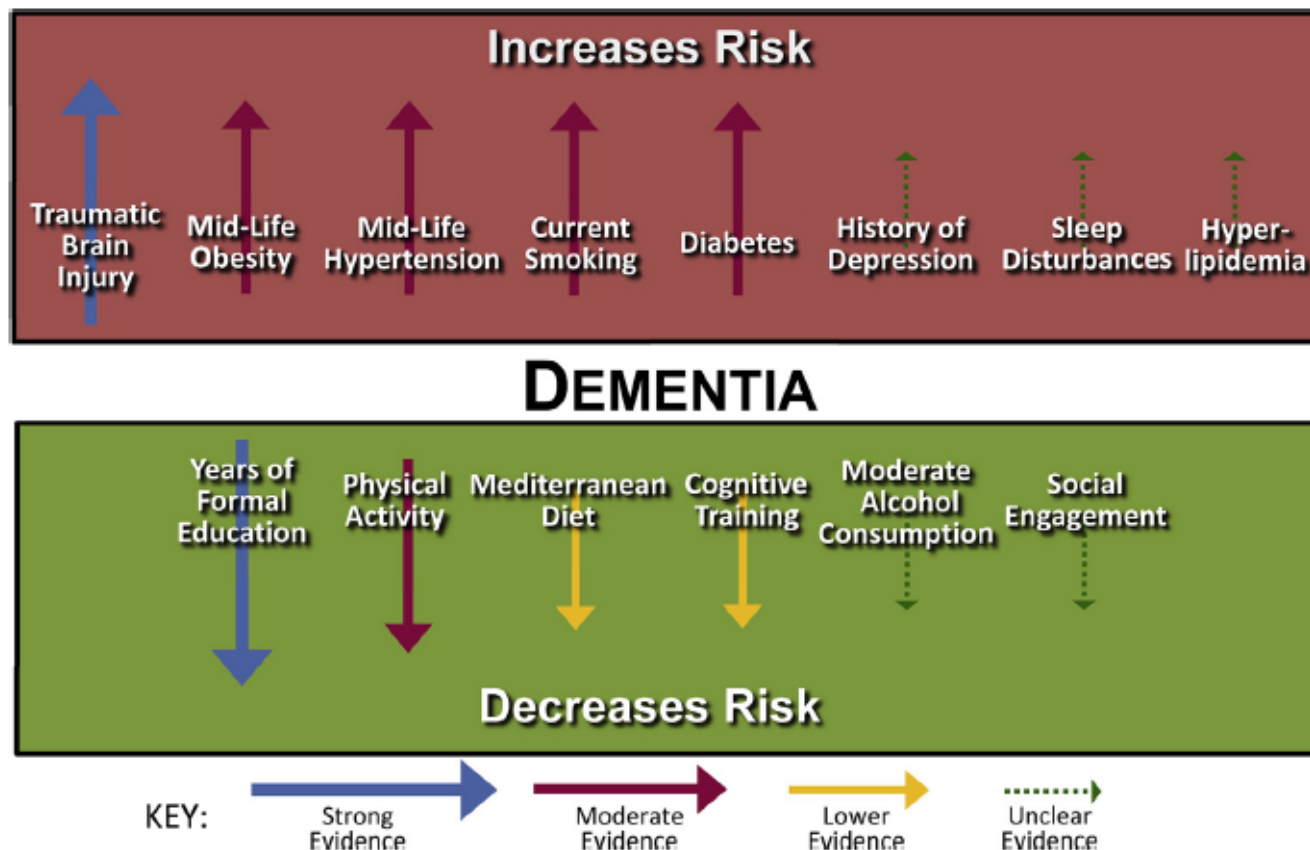 Increases Risk
Traumatic
Brain
Injury
Mid-Life
Obesity
Mid-Life
Hypertension
Current
Smoking
Diabetes
History of
Depression
Sleep
Disturbances
Hyper-
lipidemia
DEMENTIA
Years of
Formal
Education
Physical
Activity
Mediterranean
Diet
Cognitive
Training
Moderate
Alcohol
Consumption
Social
Engagement
Decreases Risk
KEY:
Strong
Evidence
Moderate
Evidence
Lower
Evidence
Unclear
Evidence